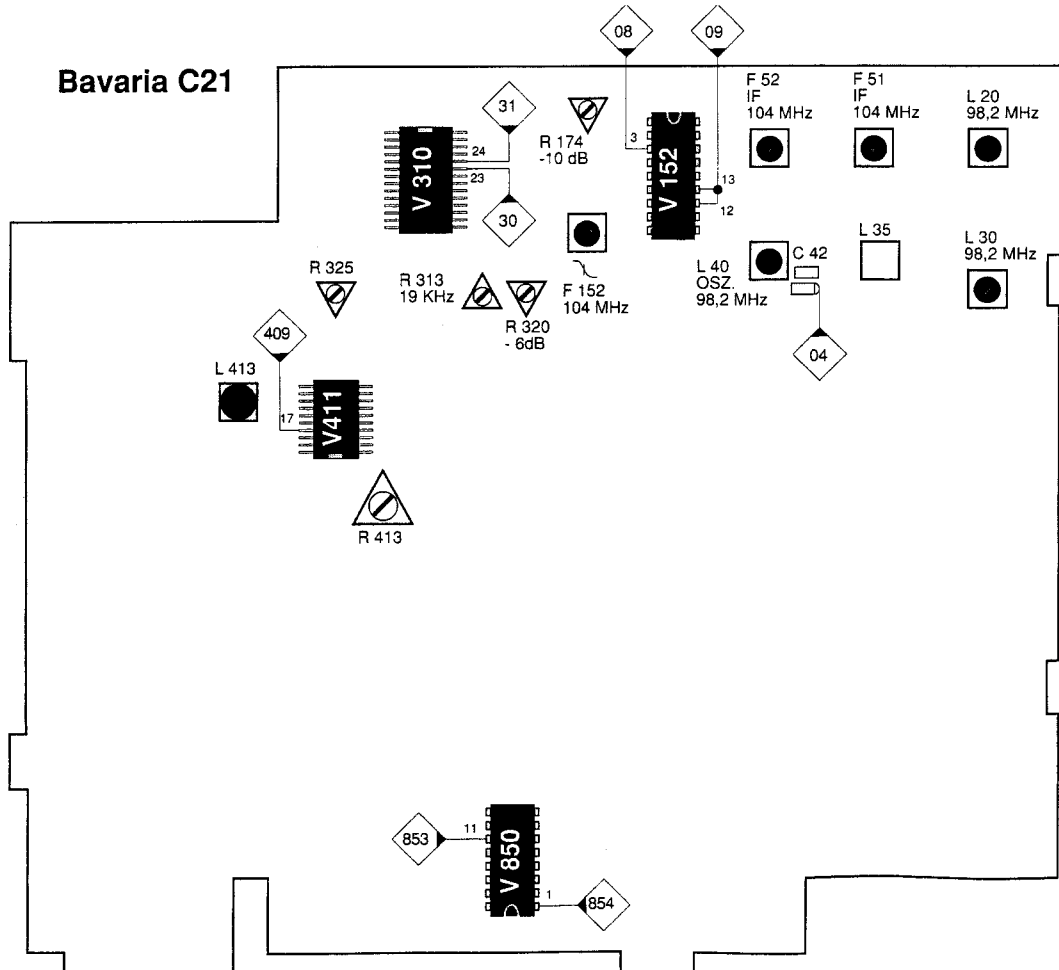 Bavaria C21
08
09
31
30
24
23
V 310
R 174
-10 dB
3
V 152
13
12
F 52
IF
104 MHz
F 51
IF
104 MHz
L 20
98,2 MHz
R 325
R 313
19 KHz
R 320
- 6dB
F 152
104 MHz
L 40
OSZ.
98,2 MHz
C 42
L 35
L 30
98,2 MHz
04
409
L 413
17
V411
R 413
853
11
V 850
1
854